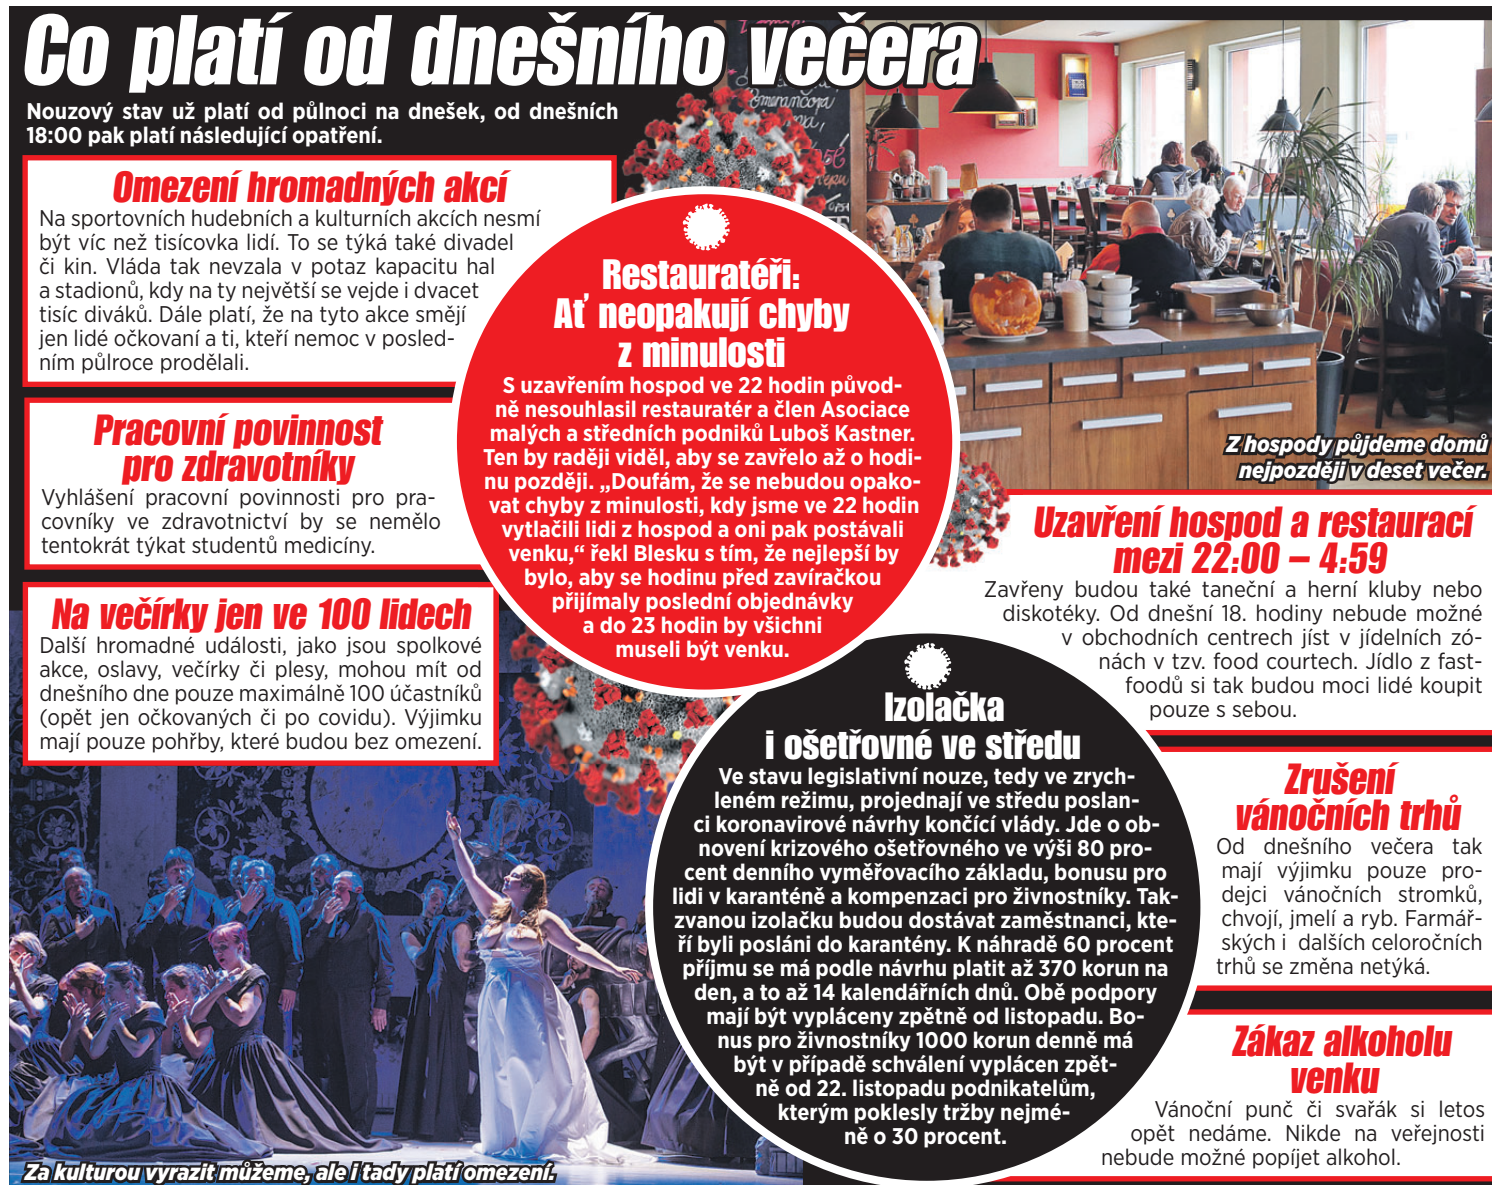 Co platí od dnešního večera
Nouzový stav už platí od půlnoci na dnešek, od dnešních
18:00 pak platí následující opatření.
Omezení hromadných akcí
Na sportovních hudebních a kulturních akcích nesmí
být víc než tisícovka lidí. To se týká také divadel
či kin. Vláda tak nevzala v potaz kapacitu hal
a stadionů, kdy na ty největší se vejde i dvacet
tisíc diváků. Dále platí, že na tyto akce smějí
jen lidé očkovaní a ti, kteří nemoc v posled-
ním půlroce prodělali.
Pracovní povinnost
pro zdravotníky
Vyhlášení pracovní povinnosti pro pra-
covníky ve zdravotnictví by se nemělo
tentokrát týkat studentů medicíny.
Na večírky jen ve 100 lidech
Další hromadné události, jako jsou spolkové
akce, oslavy, večírky či plesy, mohou mít od
dnešního dne pouze maximálně 100 účastníků
(opět jen očkovaných či po covidu). Výjimku
mají pouze pohřby, které budou bez omezení.
Za kulturou vyrazit můžeme, ale i tady platí omezení.
Restauratéři:
Ať neopakují chyby
z minulosti
S uzavřením hospod ve 22 hodin původ-
ně nesouhlasil restauratér a člen Asociace
malých a středních podniků Luboš Kastner.
Ten by raději viděl, aby se zavřelo až o hodi-
nu později. „Doufám, že se nebudou opako-
vat chyby z minulosti, kdy jsme ve 22 hodin
vytlačili lidi z hospod a oni pak postávali
venku,“ řekl Blesku s tím, že nejlepší by
bylo, aby se hodinu před zavíračkou
přijímaly poslední objednávky
a do 23 hodin by všichni
museli být venku.
Izolačka
i ošetřovné ve středu
Ve stavu legislativní nouze, tedy ve zrych-
leném režimu, projednají ve středu poslan-
ci koronavirové návrhy končící vlády. Jde o ob-
novení krizového ošetřovného ve výši 80 pro-
cent denního vyměřovacího základu, bonusu pro
lidi v karanténě a kompenzaci pro živnostníky. Tak-
zvanou izolačku budou dostávat zaměstnanci, kte-
ří byli posláni do karantény. K náhradě 60 procent
příjmu se má podle návrhu platit až 370 korun na
den, a to až 14 kalendářních dnů. Obě podpory
mají být vypláceny zpětně od listopadu. Bo-
nus pro živnostníky 1000 korun denně má
být v případě schválení vyplácen zpět-
ně od 22. listopadu podnikatelům,
kterým poklesly tržby nejmé-
ně o 30 procent.
Z hospody půjdeme domů
nejpozději v deset večer.
Uzavření hospod a restaurací
mezi 22:00 – 4:59
Zavřeny budou také taneční a herní kluby nebo
diskotéky. Od dnešní 18. hodiny nebude možné
v obchodních centrech jíst v jídelních zó-
nách v tzv. food courtech. Jídlo z fast-
foodů si tak budou moci lidé koupit
pouze s sebou.
Zrušení
vánočních trhů
Od dnešního večera tak
mají výjimku pouze pro-
dejci vánočních stromků,
chvojí, jmelí a ryb. Farmář-
ských i dalších celoročních
trhů se změna netýká.
Zákaz alkoholu
venku
Vánoční punč či svařák si letos
opět nedáme. Nikde na veřejnosti
nebude možné popíjet alkohol.